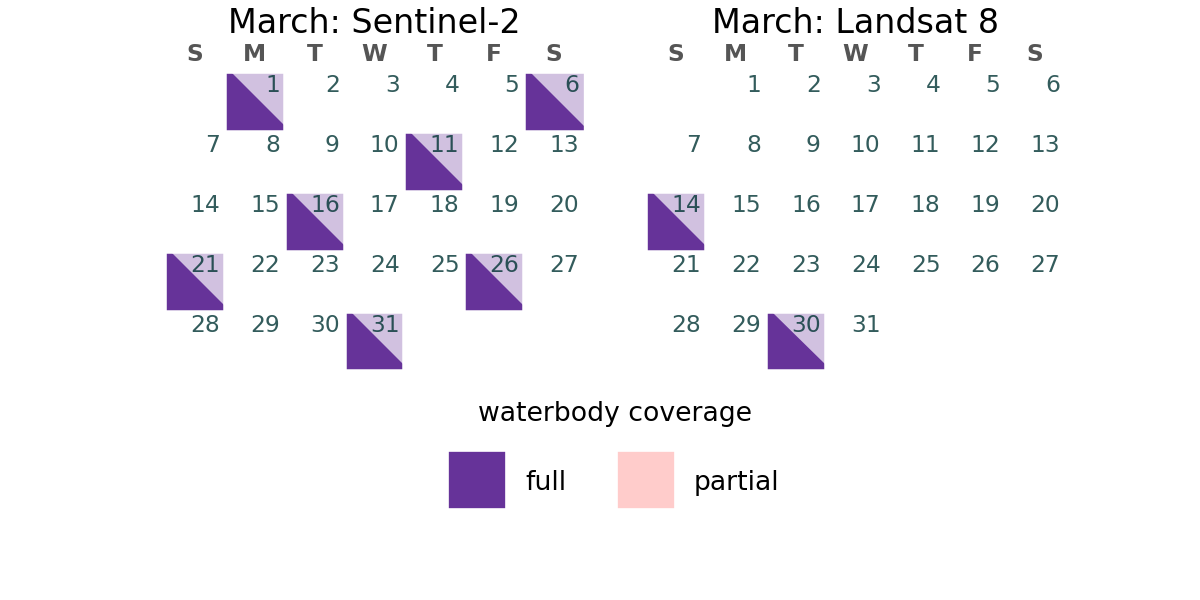 March: Sentinel-2
S M T W T F S
1 2 3 4 5 6
7 8 9 10 11 12 13
14 15 16 17 18 19 20
21 22 23 24 25 26 27
28 29 30 31
March: Landsat 8
S M T W T F S
1 2 3 4 5 6
7 8 9 10 11 12 13
14 15 16 17 18 19 20
21 22 23 24 25 26 27
28 29 30 31
waterbody coverage
full partial